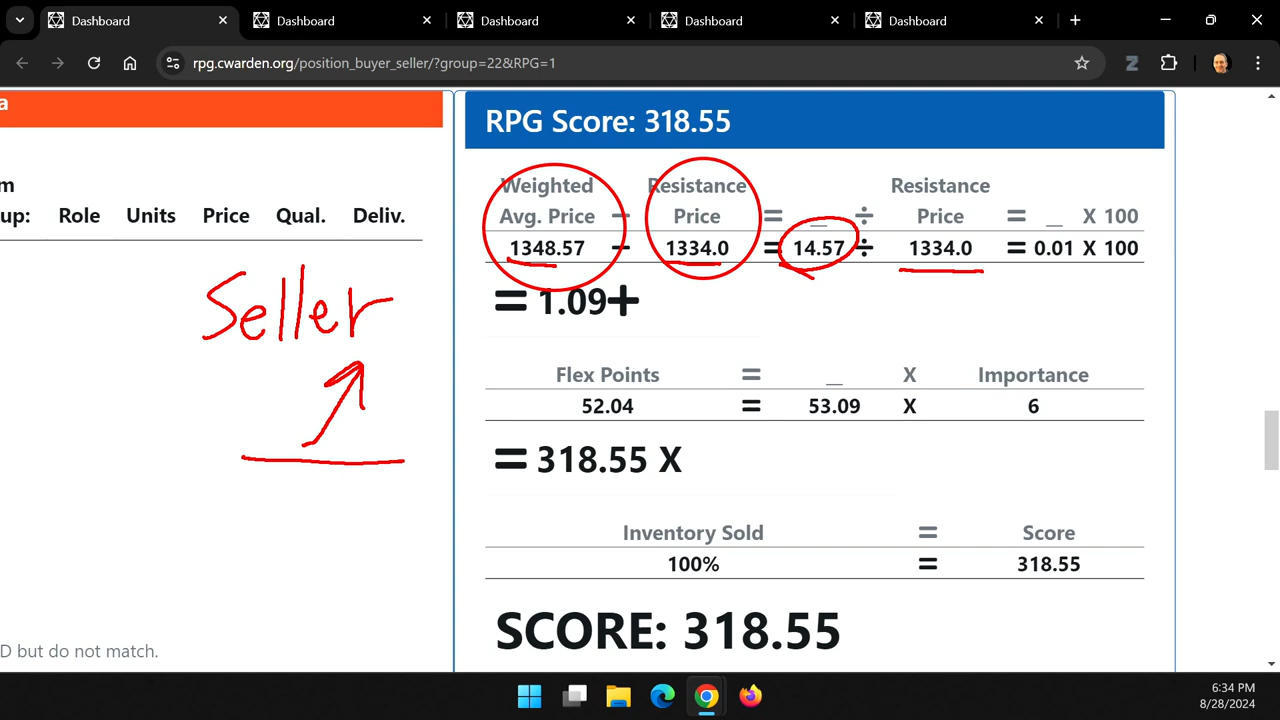 Dashboard Dashboard Dashboard Dashboard Dashboard
rpg.cwarden.org/position_buyer_seller/?group=22&RPG=1
a
RPG Score: 318.55
m
up: Role Units Price Qual. Deliv.
Weighted Resistance Resistance
Avg. Price − Price = _ ÷ Price = _ X 100
1348.57 − 1334.0 = 14.57 ÷ 1334.0 = 0.01 X 100
= 1.09+
Seller
Flex Points = _ X Importance
52.04 = 53.09 X 6
= 318.55 X
Inventory Sold = Score
100% = 318.55
SCORE: 318.55
D but do not match.
6:34 PM
8/28/2024